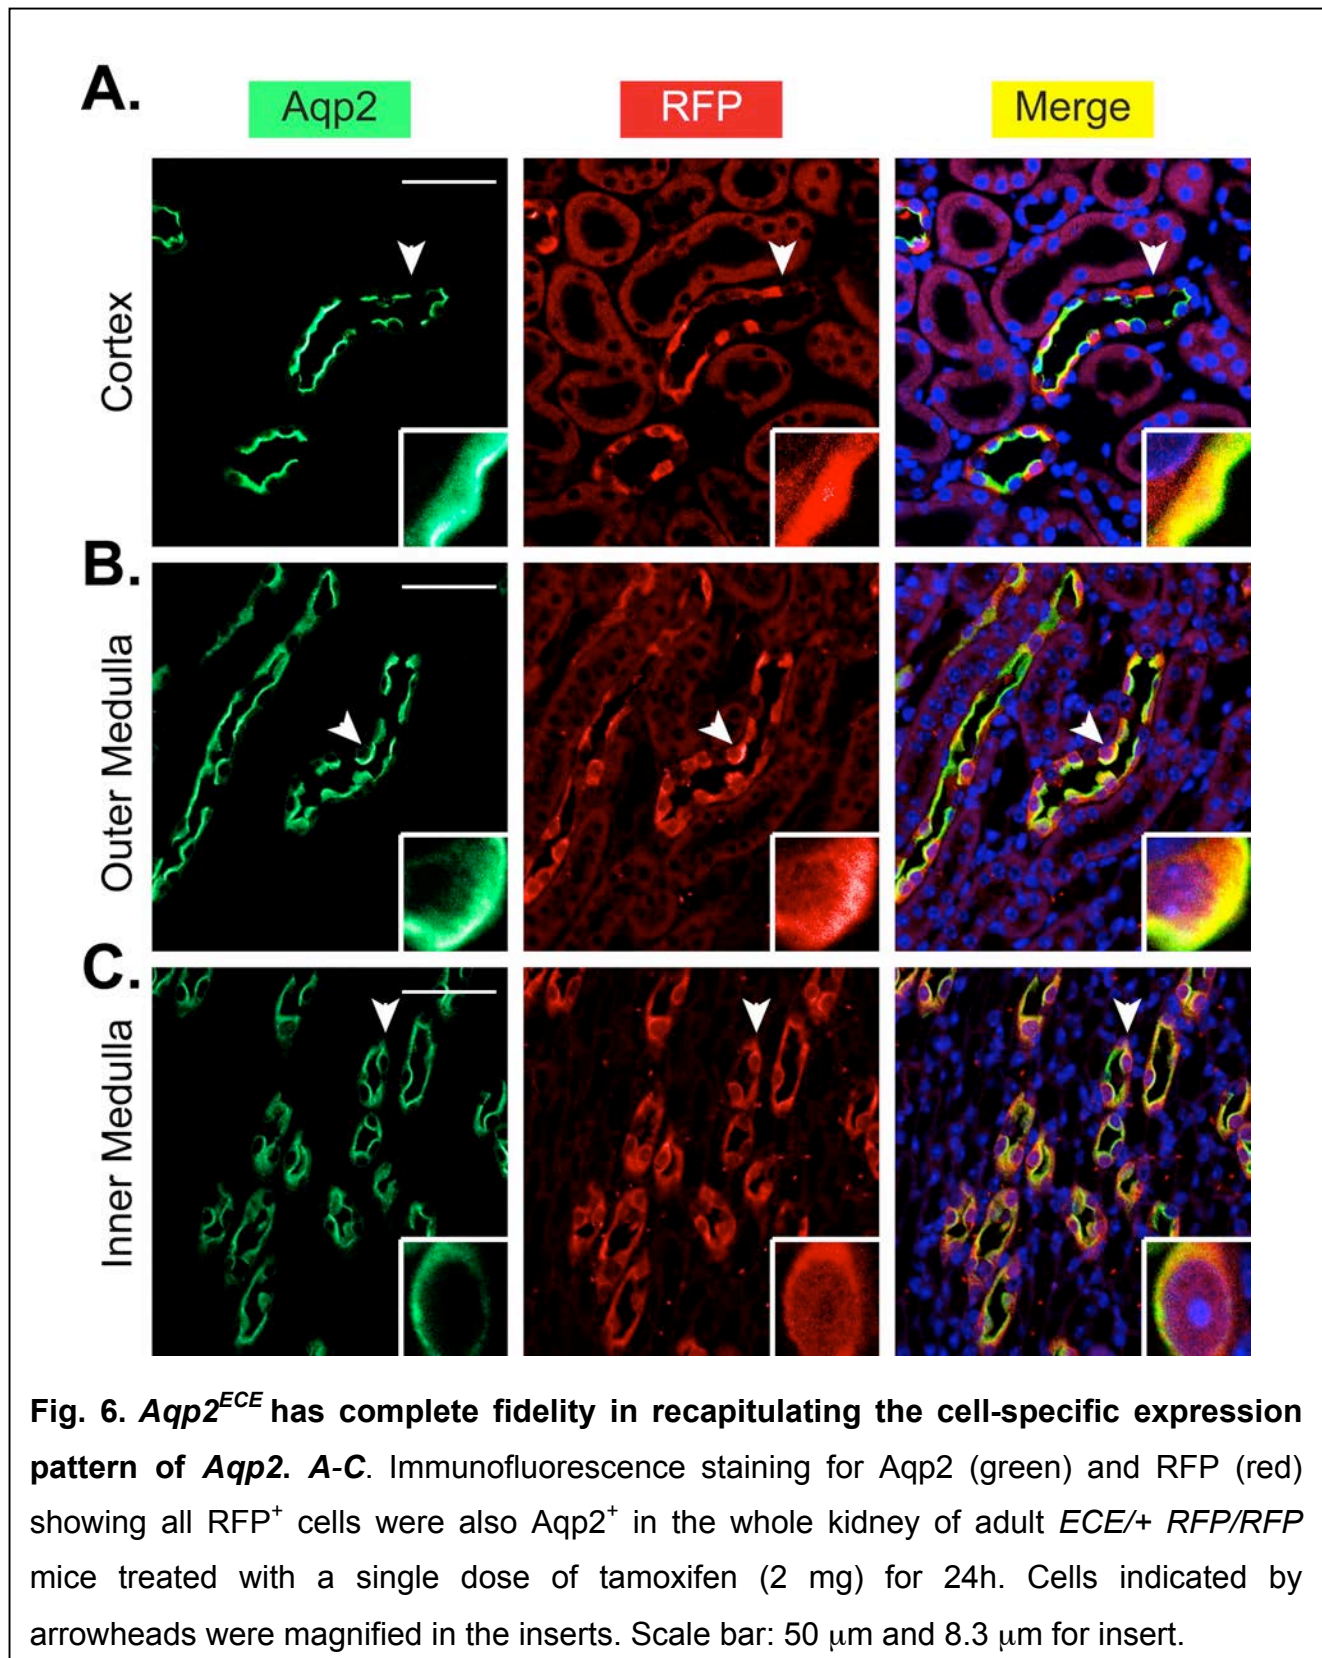 A.
Aqp2 RFP Merge
Cortex
B.
Outer Medulla
C.
Inner Medulla
Fig. 6. Aqp2ECE has complete fidelity in recapitulating the cell-specific expression
pattern of Aqp2. A-C. Immunofluorescence staining for Aqp2 (green) and RFP (red)
showing all RFP+ cells were also Aqp2+ in the whole kidney of adult ECE/+ RFP/RFP
mice treated with a single dose of tamoxifen (2 mg) for 24h. Cells indicated by
arrowheads were magnified in the inserts. Scale bar: 50 μm and 8.3 μm for insert.